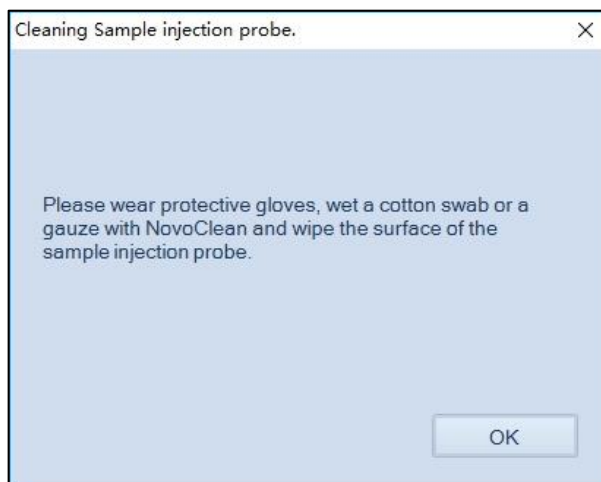 Cleaning Sample injection probe.
Please wear protective gloves, wet a cotton swab or a
gauze with NovoClean and wipe the surface of the
sample injection probe.
OK